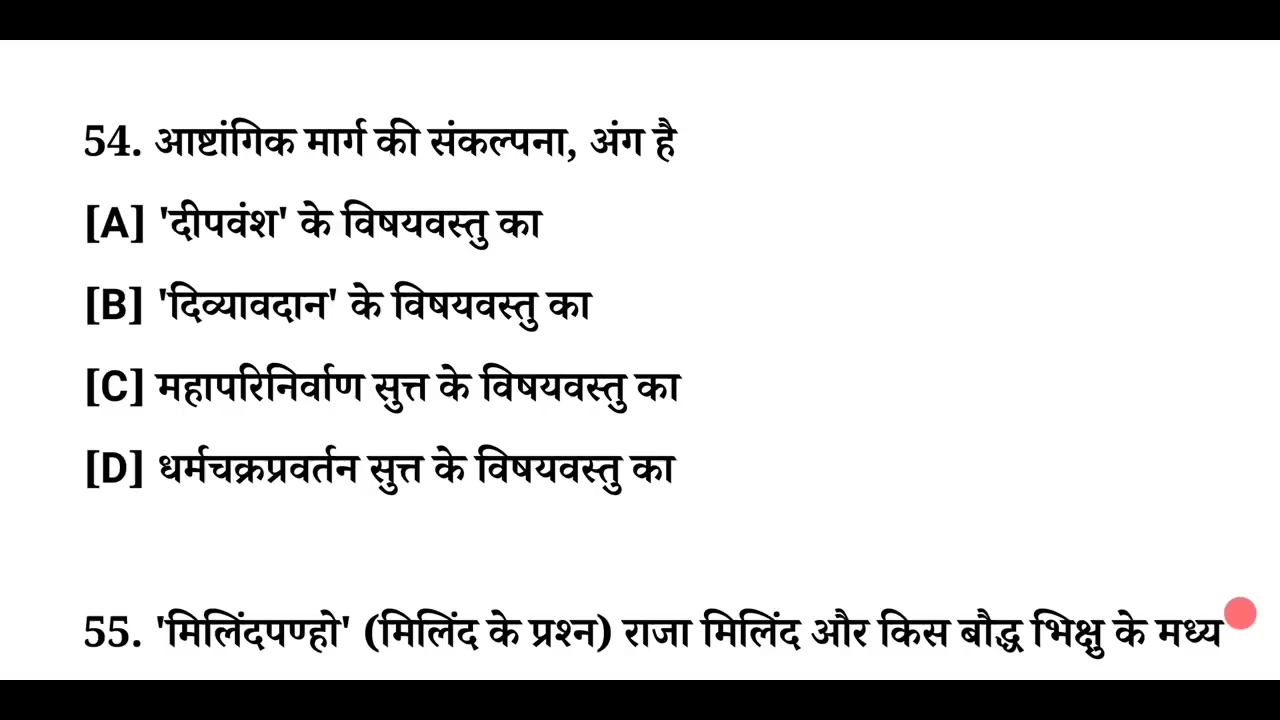 54. आष्टांगिक मार्ग की संकल्पना, अंग है
[A] 'दीपवंश' के विषयवस्तु का
[B] 'दिव्यावदान' के विषयवस्तु का
[C] महापरिनिर्वाण सुत्त के विषयवस्तु का
[D] धर्मचक्रप्रवर्तन सुत्त के विषयवस्तु का
55. 'मिलिंदपण्हो' (मिलिंद के प्रश्न) राजा मिलिंद और किस बौद्ध भिक्षु के मध्य